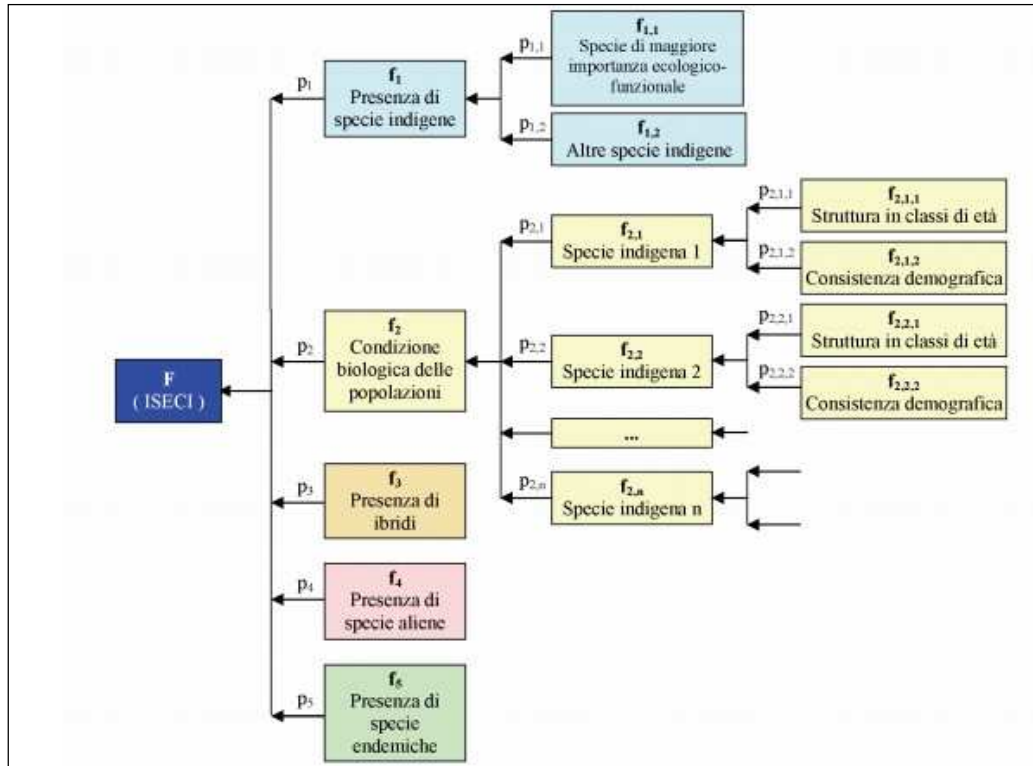 f1,1
Specie di maggiore
importanza ecologico-
funzionale
p1,1
p1
f1
Presenza di
specie indigene
p1,2
f1,2
Altre specie indigene
p2,1,1
f2,1,1
Struttura in classi di età
p2,1
f2,1
Specie indigena 1
p2,1,2
f2,1,2
Consistenza demografica
p2,2,1
f2,2,1
Struttura in classi di età
p2
f2
Condizione
biologica delle
popolazioni
p2,2
f2,2
Specie indigena 2
p2,2,2
f2,2,2
Consistenza demografica
F
( ISECI )
...
p3
f3
Presenza di
ibridi
p2,n
f2,n
Specie indigena n
p4
f4
Presenza di
specie aliene
p5
f5
Presenza di
specie
endemiche